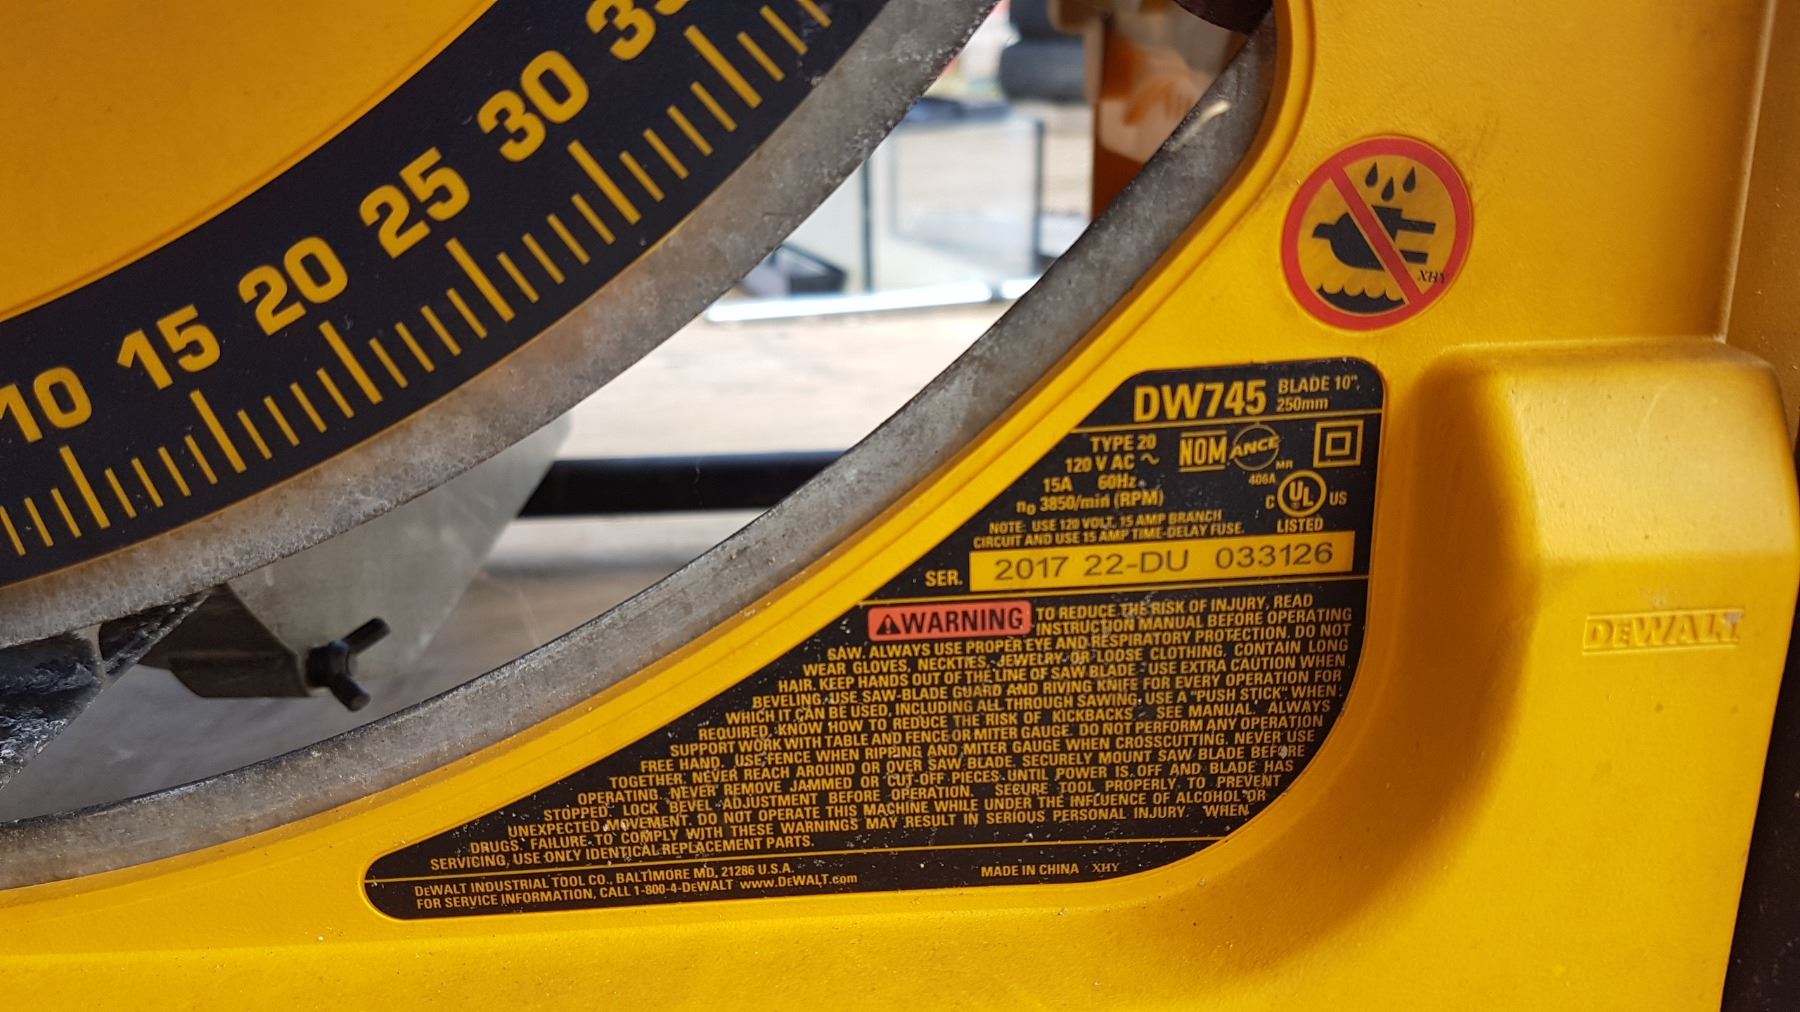 10 15 20 25 30
XHY
DW745 BLADE 10",
250mm
TYPE 20
120 V AC ~
15A 60Hz
n₀ 3850/min (RPM)
NOM ANCE
MR
406A
C UL US
LISTED
NOTE: USE 120 VOLT, 15 AMP BRANCH
CIRCUIT AND USE 15 AMP TIME-DELAY FUSE.
SER. 2017 22-DU 033126
WARNING TO REDUCE THE RISK OF INJURY, READ
INSTRUCTION MANUAL BEFORE OPERATING
SAW. ALWAYS USE PROPER EYE AND RESPIRATORY PROTECTION. DO NOT
WEAR GLOVES, NECKTIES, JEWELRY OR LOOSE CLOTHING. CONTAIN LONG
HAIR. KEEP HANDS OUT OF THE LINE OF SAW BLADE. USE EXTRA CAUTION WHEN
BEVELING. USE SAW-BLADE GUARD AND RIVING KNIFE FOR EVERY OPERATION FOR
WHICH IT CAN BE USED, INCLUDING ALL THROUGH SAWING. USE A "PUSH STICK" WHEN
REQUIRED. KNOW HOW TO REDUCE THE RISK OF KICKBACKS SEE MANUAL. ALWAYS
SUPPORT WORK WITH TABLE AND FENCE OR MITER GAUGE. DO NOT PERFORM ANY OPERATION
FREE HAND. USE FENCE WHEN RIPPING AND MITER GAUGE WHEN CROSSCUTTING. NEVER USE
TOGETHER. NEVER REACH AROUND OR OVER SAW BLADE. SECURELY MOUNT SAW BLADE BEFORE
OPERATING. NEVER REMOVE JAMMED OR CUT-OFF PIECES UNTIL POWER IS OFF AND BLADE HAS
STOPPED. LOCK BEVEL ADJUSTMENT BEFORE OPERATION. SECURE TOOL PROPERLY TO PREVENT
UNEXPECTED MOVEMENT. DO NOT OPERATE THIS MACHINE WHILE UNDER THE INFLUENCE OF ALCOHOL OR
DRUGS. FAILURE TO COMPLY WITH THESE WARNINGS MAY RESULT IN SERIOUS PERSONAL INJURY. WHEN
SERVICING, USE ONLY IDENTICAL REPLACEMENT PARTS.
DEWALT INDUSTRIAL TOOL CO., BALTIMORE MD, 21286 U.S.A.
FOR SERVICE INFORMATION, CALL 1-800-4-DEWALT www.DEWALT.com
MADE IN CHINA XHY
DEWALT